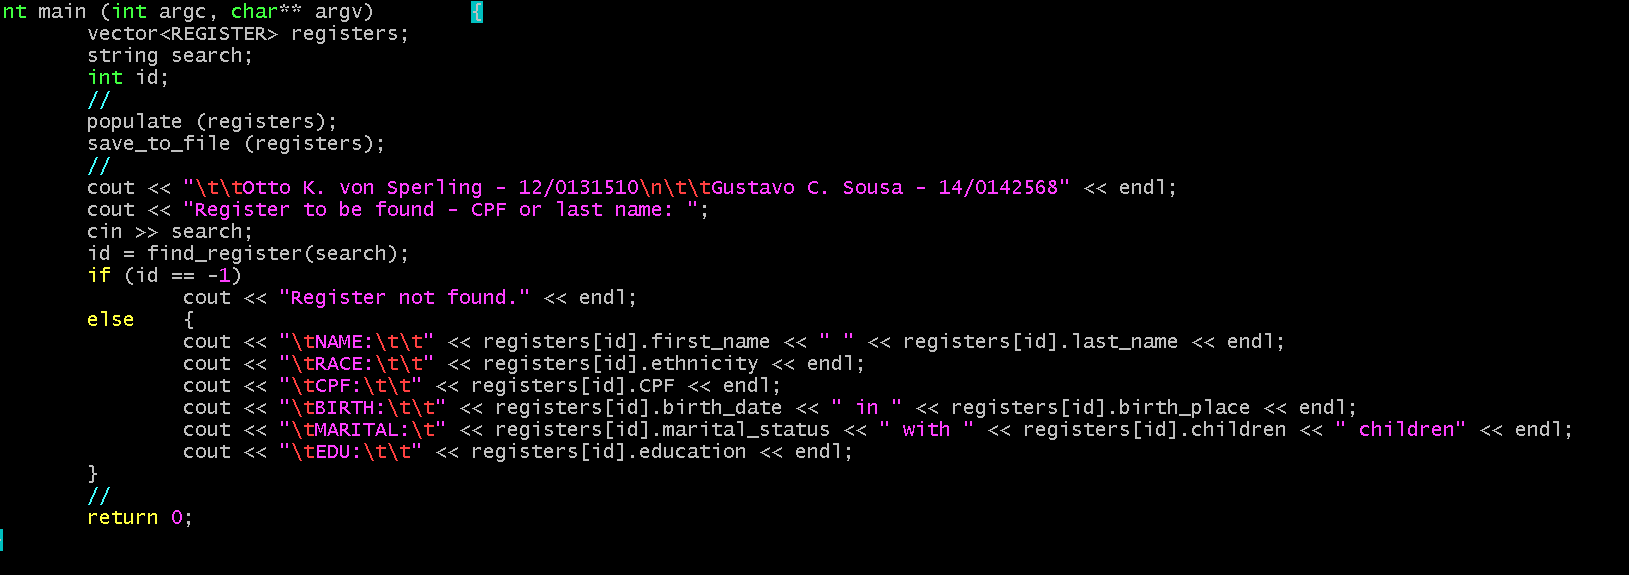 nt main (int argc, char** argv)        {
        vector<REGISTER> registers;
        string search;
        int id;
        //
        populate (registers);
        save_to_file (registers);
        //
        cout << "\t\tOtto K. von Sperling - 12/0131510\n\t\tGustavo C. Sousa - 14/0142568" << endl;
        cout << "Register to be found - CPF or last name: ";
        cin >> search;
        id = find_register(search);
        if (id == -1)
                cout << "Register not found." << endl;
        else    {
                cout << "\tNAME:\t\t" << registers[id].first_name << " " << registers[id].last_name << endl;
                cout << "\tRACE:\t\t" << registers[id].ethnicity << endl;
                cout << "\tCPF:\t\t" << registers[id].CPF << endl;
                cout << "\tBIRTH:\t\t" << registers[id].birth_date << " in " << registers[id].birth_place << endl;
                cout << "\tMARITAL:\t" << registers[id].marital_status << " with " << registers[id].children << " children" << endl;
                cout << "\tEDU:\t\t" << registers[id].education << endl;
        }
        //
        return 0;
}